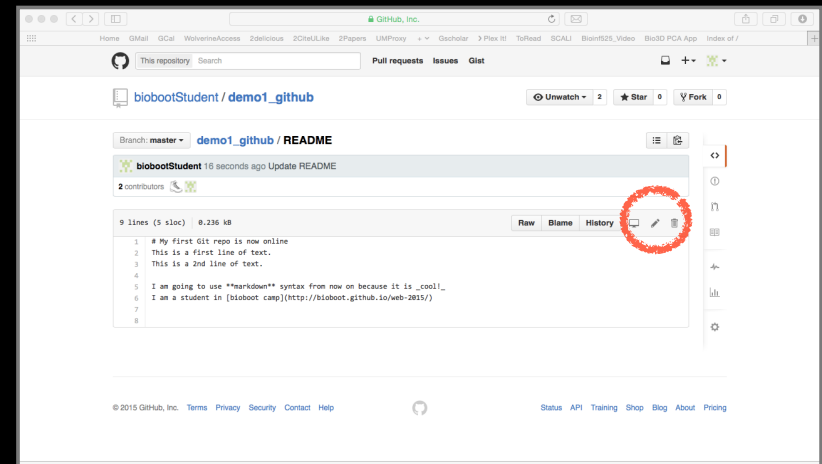 GitHub, Inc.
Home GMail GCal WolverineAccess 2delicious 2CiteULike 2Papers UMProxy Gscholar Plex It! ToRead SCALI Bioinf525_Video Bio3D PCA App Index of /
This repository Search Pull requests Issues Gist
biobootStudent / demo1_github Unwatch 2 Star 0 Fork 0
Branch: master demo1_github / README
biobootStudent 16 seconds ago Update README
2 contributors
9 lines (5 sloc) 0.236 kB Raw Blame History
1 # My first Git repo is now online
2 This is a first line of text.
3 This is a 2nd line of text.
4
5 I am going to use **markdown** syntax from now on because it is _cool!_
6 I am a student in [bioboot camp](http://bioboot.github.io/web-2015/)
7
8
© 2015 GitHub, Inc. Terms Privacy Security Contact Help Status API Training Shop Blog About Pricing